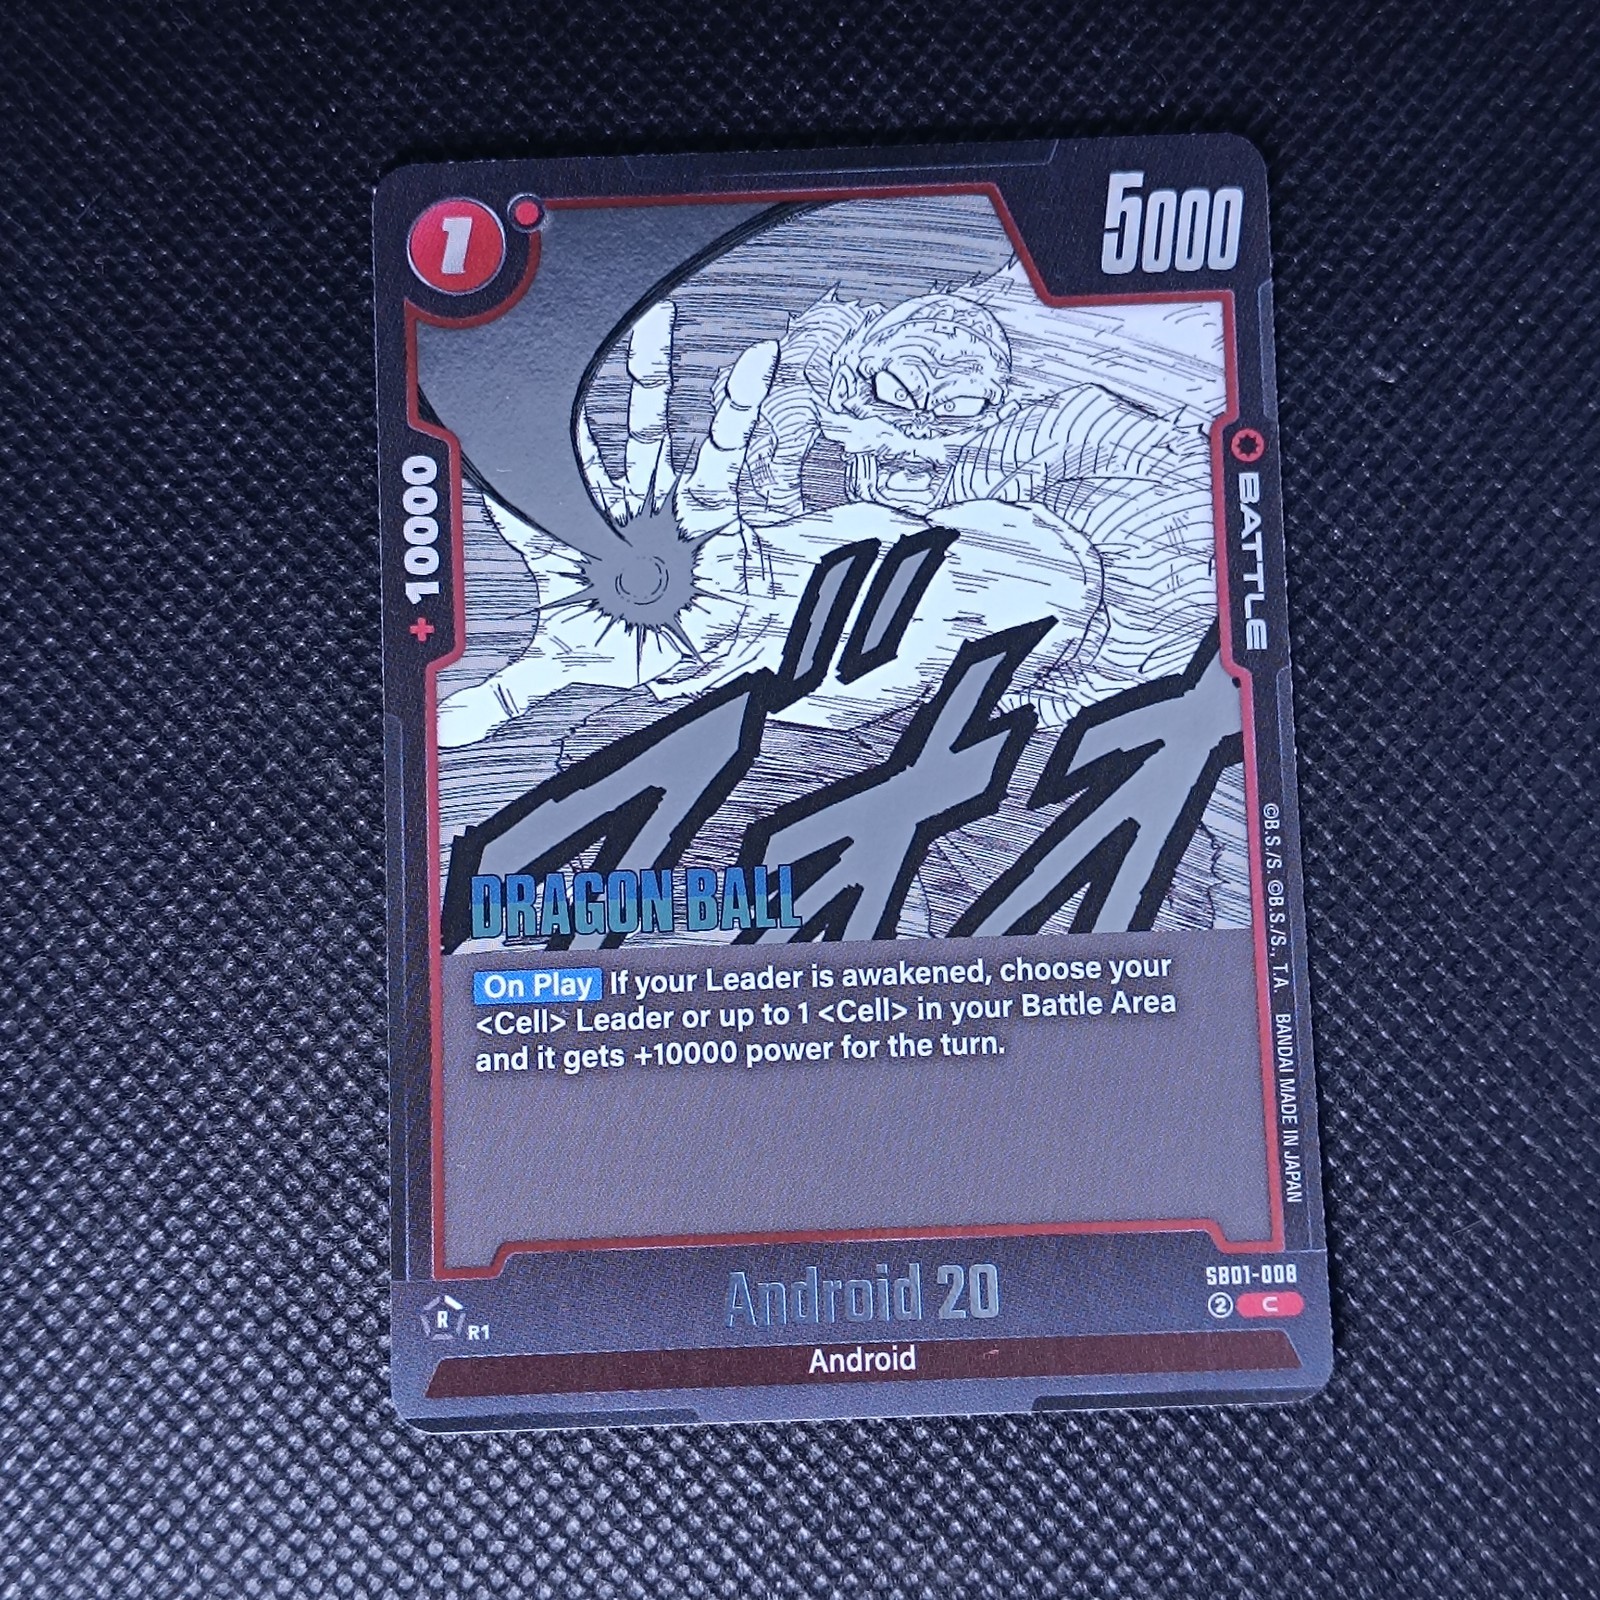 1
5000
+ 10000
BATTLE
DRAGON BALL
On Play If your Leader is awakened, choose your
<Cell> Leader or up to 1 <Cell> in your Battle Area
and it gets +10000 power for the turn.
©B.S./S. ©B.S./S., T.A. BANDAI MADE IN JAPAN
SB01-008
R R1
Android 20
2 C
Android